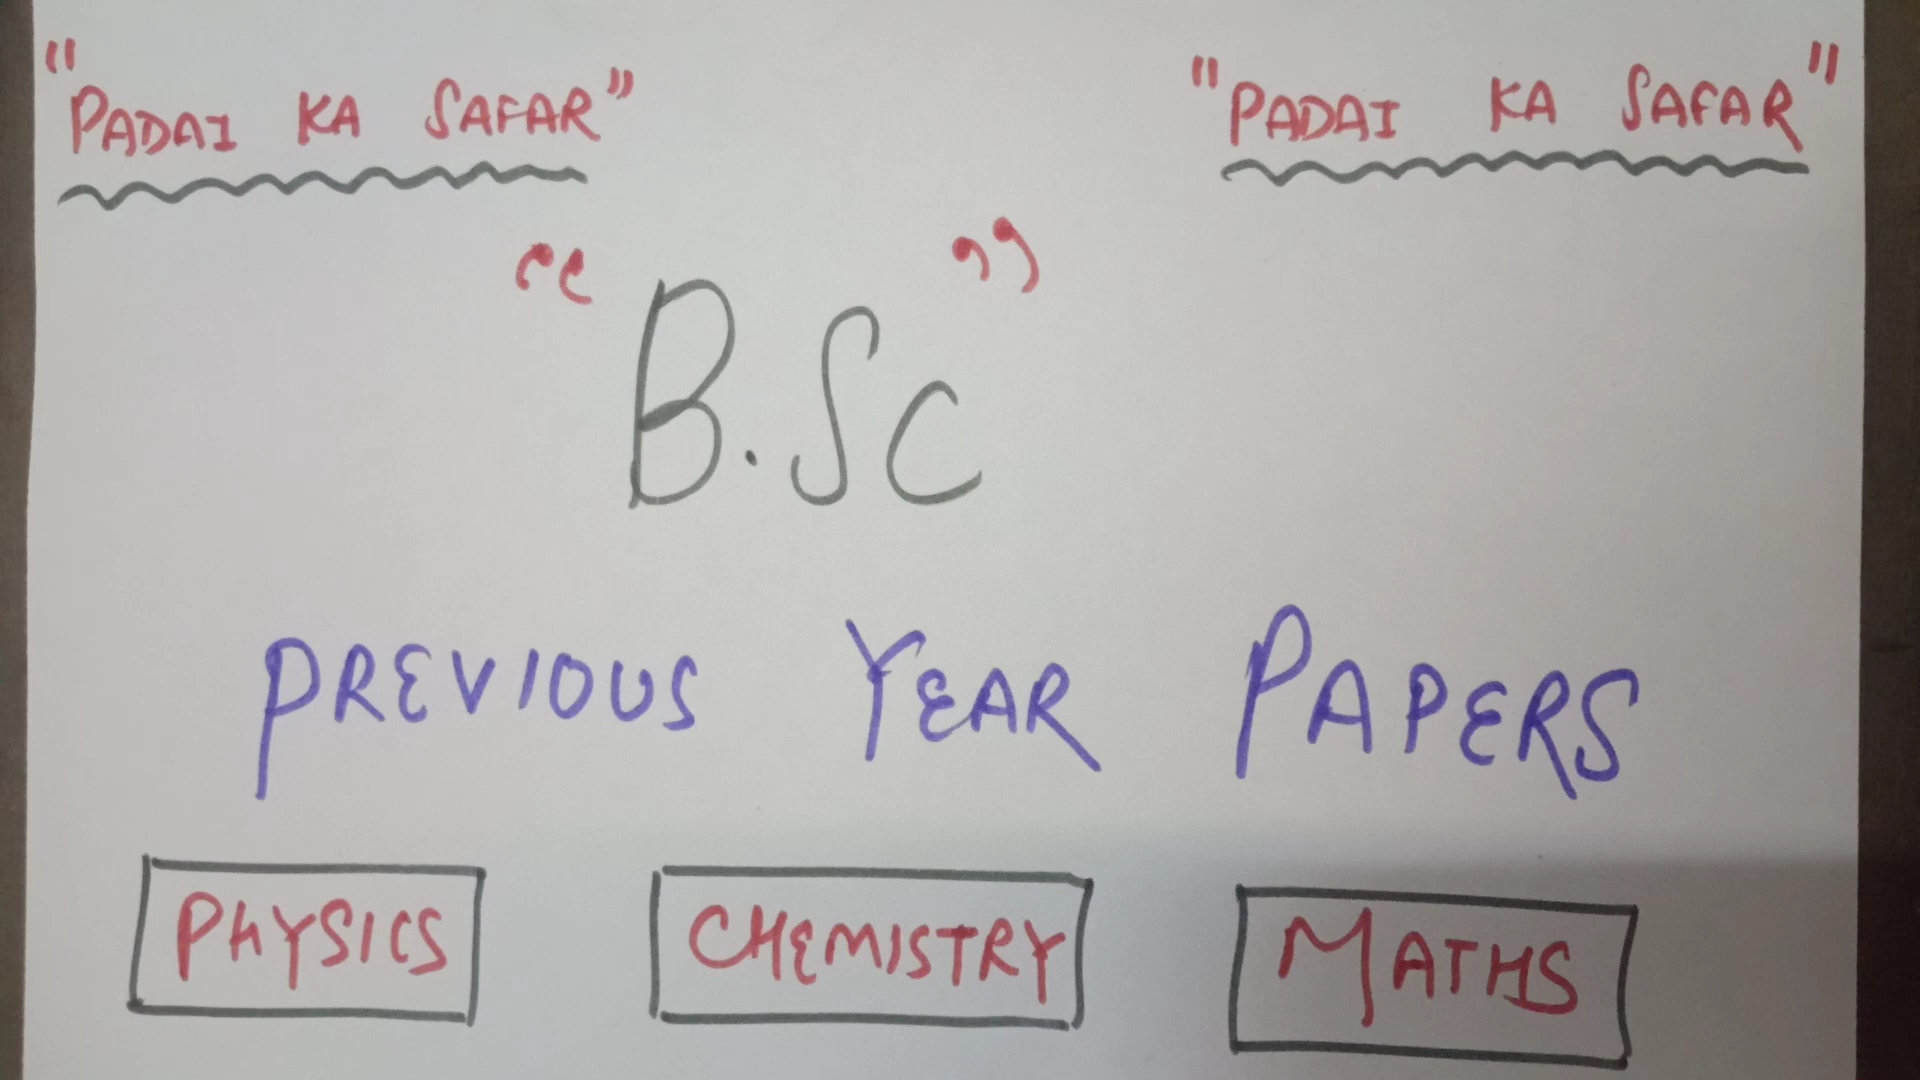 "PADAI KA SAFAR" "PADAI KA SAFAR"
"B.Sc"
PREVIOUS YEAR PAPERS
PHYSICS CHEMISTRY MATHS